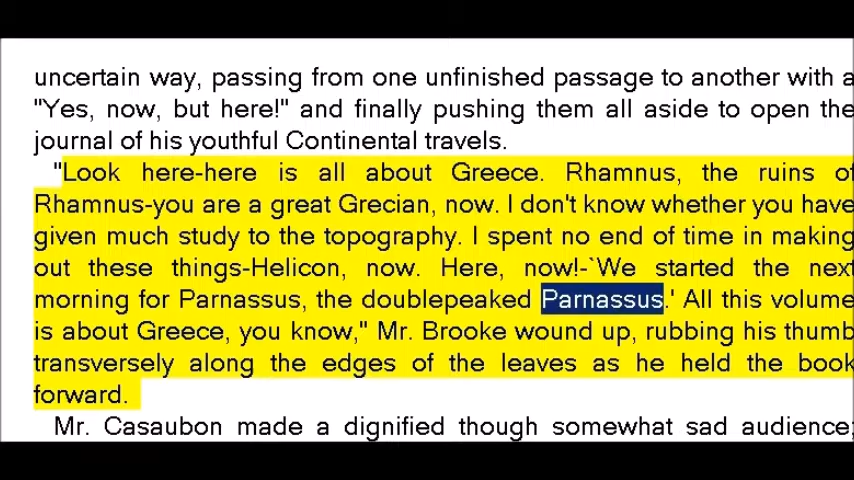 uncertain way, passing from one unfinished passage to another with a
"Yes, now, but here!" and finally pushing them all aside to open the
journal of his youthful Continental travels.
"Look here-here is all about Greece. Rhamnus, the ruins of
Rhamnus-you are a great Grecian, now. I don't know whether you have
given much study to the topography. I spent no end of time in making
out these things-Helicon, now. Here, now!-`We started the next
morning for Parnassus, the doublepeaked Parnassus.' All this volume
is about Greece, you know," Mr. Brooke wound up, rubbing his thumb
transversely along the edges of the leaves as he held the book
forward.
Mr. Casaubon made a dignified though somewhat sad audience;